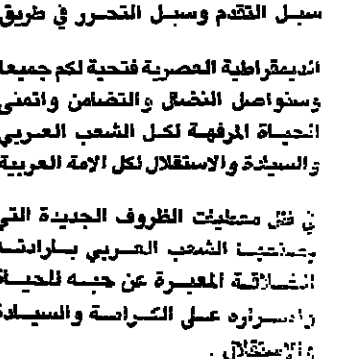 سبل التقدم وسبل التحرر في طريق
الديمقراطية العصرية فتحية لكم جميعا
وسنواصل النضال والتضامن واتمنى
الحياة المرفهة لكل الشعب العربي
والسيادة والاستقلال لكل الامة العربية
في ظل معطيات الظروف الجديدة التي
الشعب العربي بارادته
الخلاقة المعبرة عن حبه للحياة
واصراره على الكرامة والسيادة
والاستقلال .